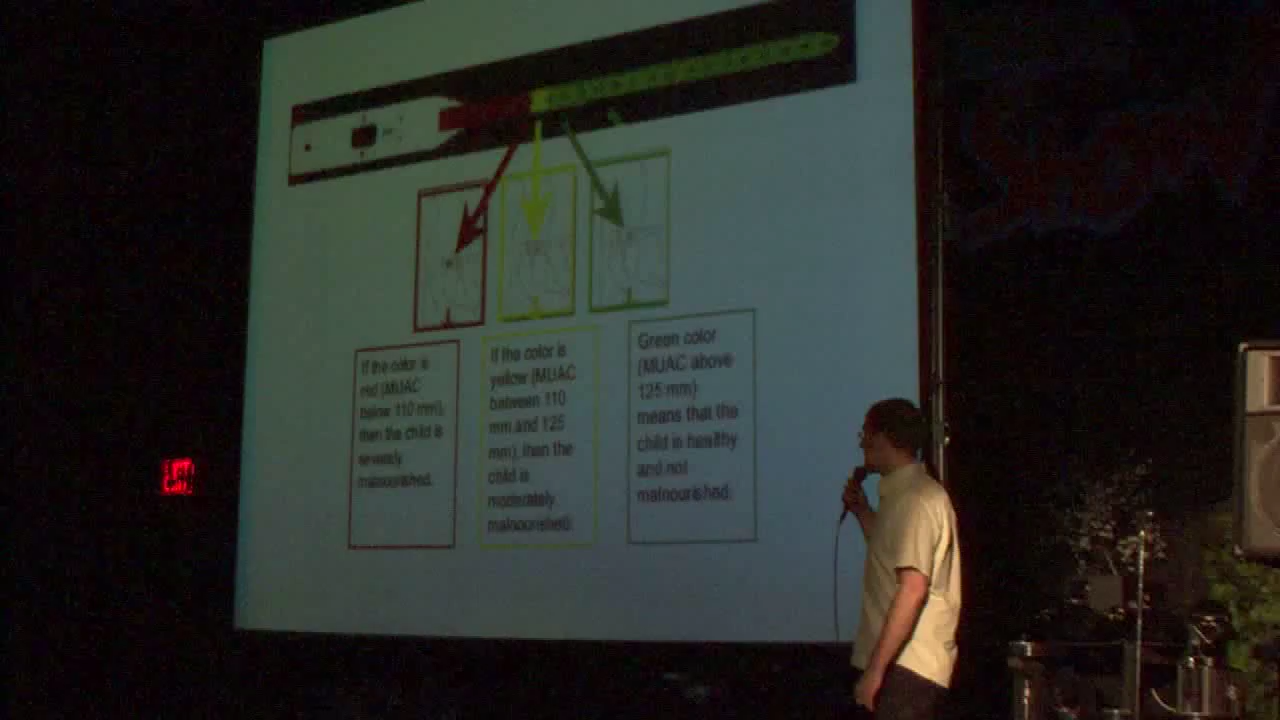 If the color is
red (MUAC
below 110 mm),
then the child is
severely
malnourished.
If the color is
yellow (MUAC
between 110
mm and 125
mm), then the
child is
moderately
malnourished.
Green color
(MUAC above
125 mm)
means that the
child is healthy
and not
malnourished.
EXIT